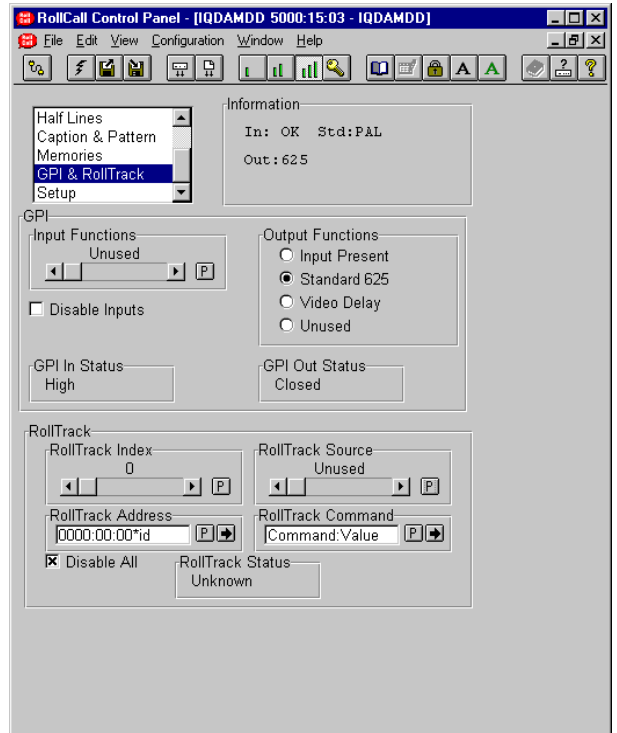 RollCall Control Panel - [IQDAMDD 5000:15:03 - IQDAMDD]
File Edit View Configuration Window Help
A A ? ?
Half Lines
Caption & Pattern
Memories
GPI & RollTrack
Setup
Information
In: OK Std:PAL
Out:625
GPI
Input Functions
Unused
P
Disable Inputs
Output Functions
Input Present
Standard 625
Video Delay
Unused
GPI In Status
High
GPI Out Status
Closed
RollTrack
RollTrack Index
0
P
RollTrack Source
Unused
P
RollTrack Address
0000:00:00*id P
RollTrack Command
Command:Value P
Disable All
RollTrack Status
Unknown